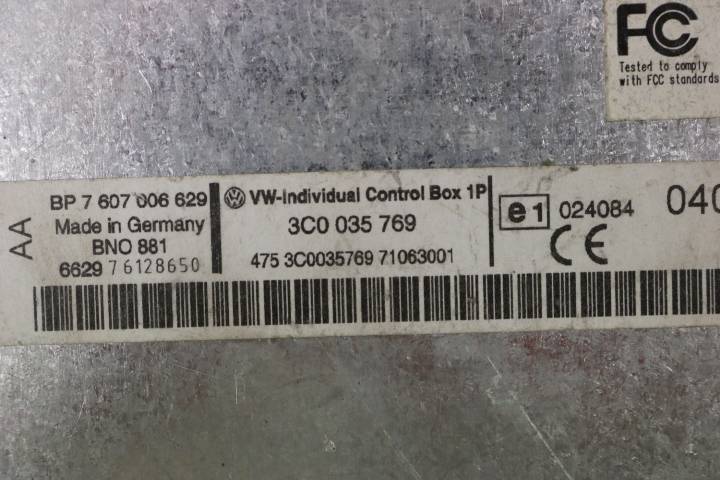 FC
Tested to comply
with FCC standards
AA
BP 7 607 006 629
Made in Germany
BNO 881
6629 76128650
VW-Individual Control Box 1P
3C0 035 769
475 3C0035769 71063001
e1 024084
CE
040